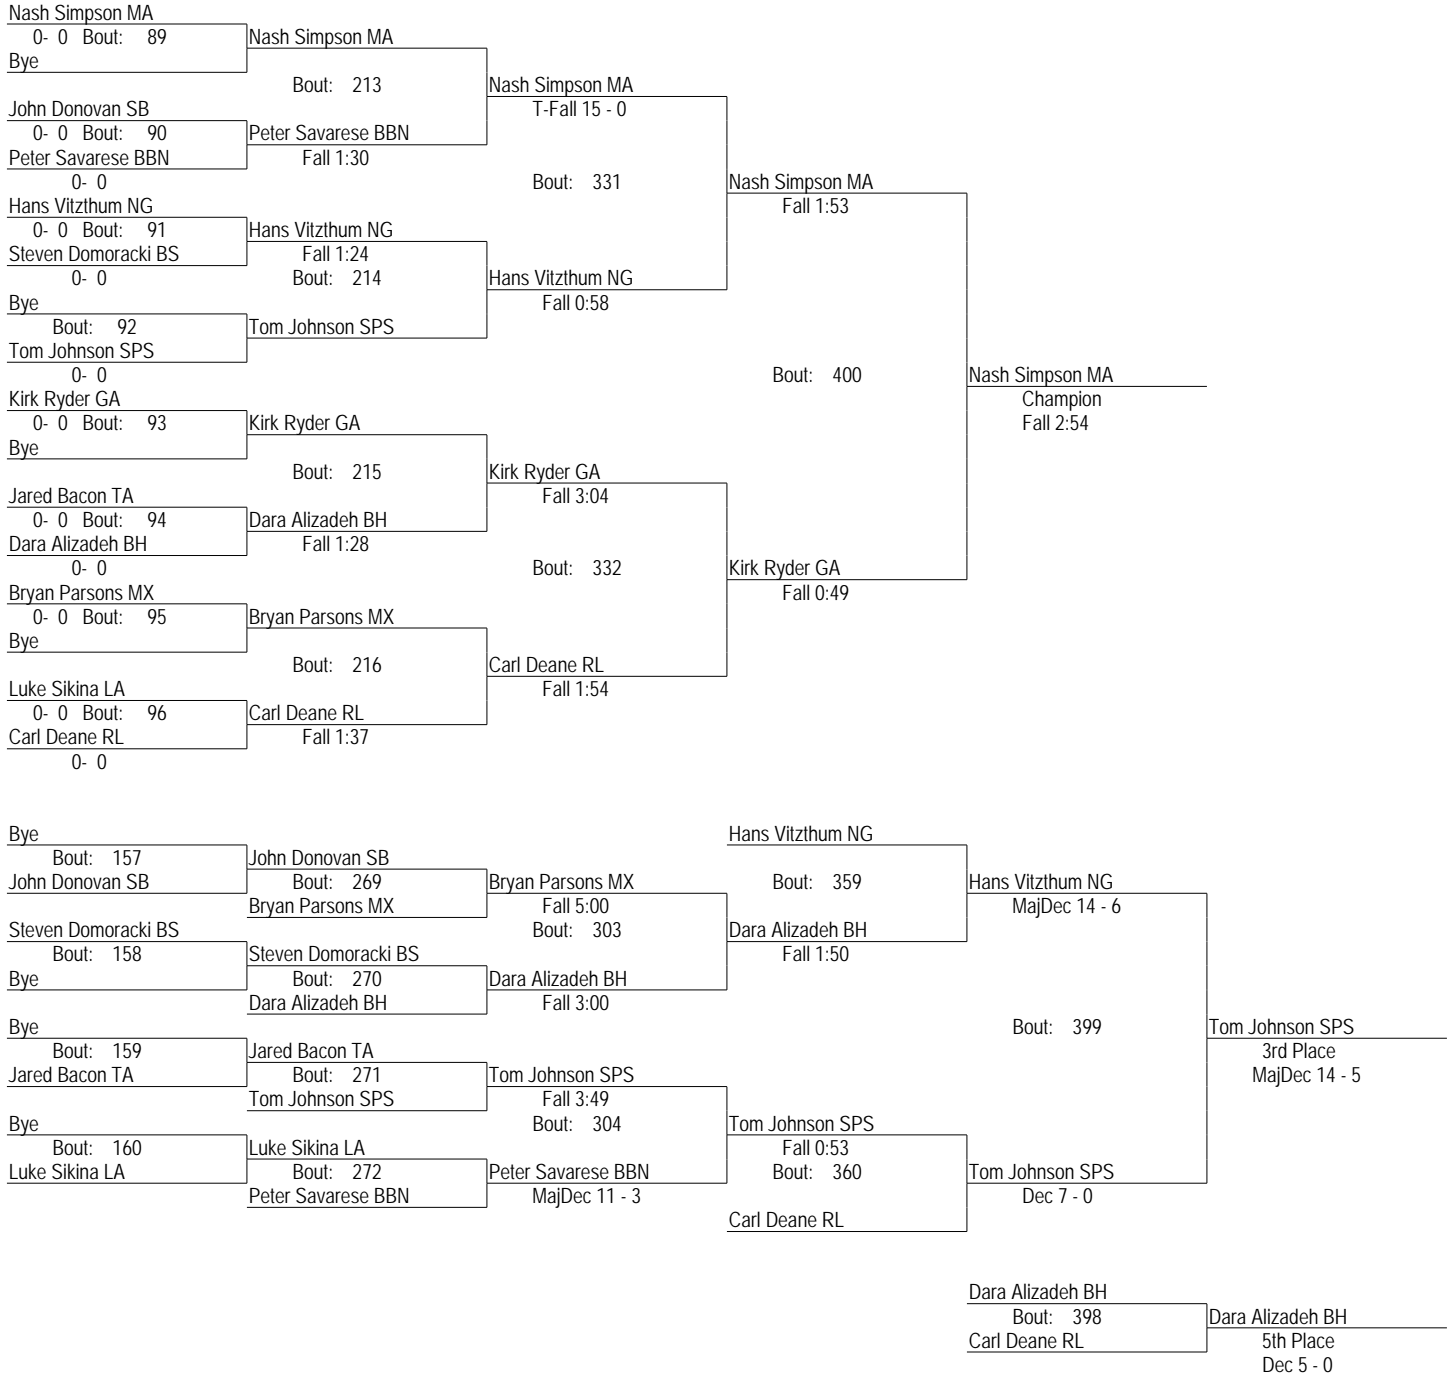 Nash Simpson MA
0- 0 Bout: 89 Nash Simpson MA
Bye
Bout: 213 Nash Simpson MA
John Donovan SB T-Fall 15 - 0
0- 0 Bout: 90 Peter Savarese BBN
Peter Savarese BBN Fall 1:30
0- 0 Bout: 331 Nash Simpson MA
Hans Vitzthum NG Fall 1:53
0- 0 Bout: 91 Hans Vitzthum NG
Steven Domoracki BS Fall 1:24
0- 0 Bout: 214 Hans Vitzthum NG
Bye Fall 0:58
Bout: 92 Tom Johnson SPS
Tom Johnson SPS
0- 0 Bout: 400 Nash Simpson MA
Kirk Ryder GA Champion
0- 0 Bout: 93 Kirk Ryder GA Fall 2:54
Bye
Bout: 215 Kirk Ryder GA
Jared Bacon TA Fall 3:04
0- 0 Bout: 94 Dara Alizadeh BH
Dara Alizadeh BH Fall 1:28
0- 0 Bout: 332 Kirk Ryder GA
Bryan Parsons MX Fall 0:49
0- 0 Bout: 95 Bryan Parsons MX
Bye
Bout: 216 Carl Deane RL
Luke Sikina LA Fall 1:54
0- 0 Bout: 96 Carl Deane RL
Carl Deane RL Fall 1:37
0- 0
Bye Hans Vitzthum NG
Bout: 157 John Donovan SB
John Donovan SB Bout: 269 Bryan Parsons MX Bout: 359 Hans Vitzthum NG
Bryan Parsons MX Fall 5:00 MajDec 14 - 6
Steven Domoracki BS Bout: 303 Dara Alizadeh BH
Bout: 158 Steven Domoracki BS Fall 1:50
Bye Bout: 270 Dara Alizadeh BH
Dara Alizadeh BH Fall 3:00
Bye Bout: 399 Tom Johnson SPS
Bout: 159 Jared Bacon TA 3rd Place
Jared Bacon TA Bout: 271 Tom Johnson SPS MajDec 14 - 5
Tom Johnson SPS Fall 3:49
Bye Bout: 304 Tom Johnson SPS
Bout: 160 Luke Sikina LA Fall 0:53
Luke Sikina LA Bout: 272 Peter Savarese BBN Bout: 360 Tom Johnson SPS
Peter Savarese BBN MajDec 11 - 3 Dec 7 - 0
Carl Deane RL
Dara Alizadeh BH
Bout: 398 Dara Alizadeh BH
Carl Deane RL 5th Place
Dec 5 - 0